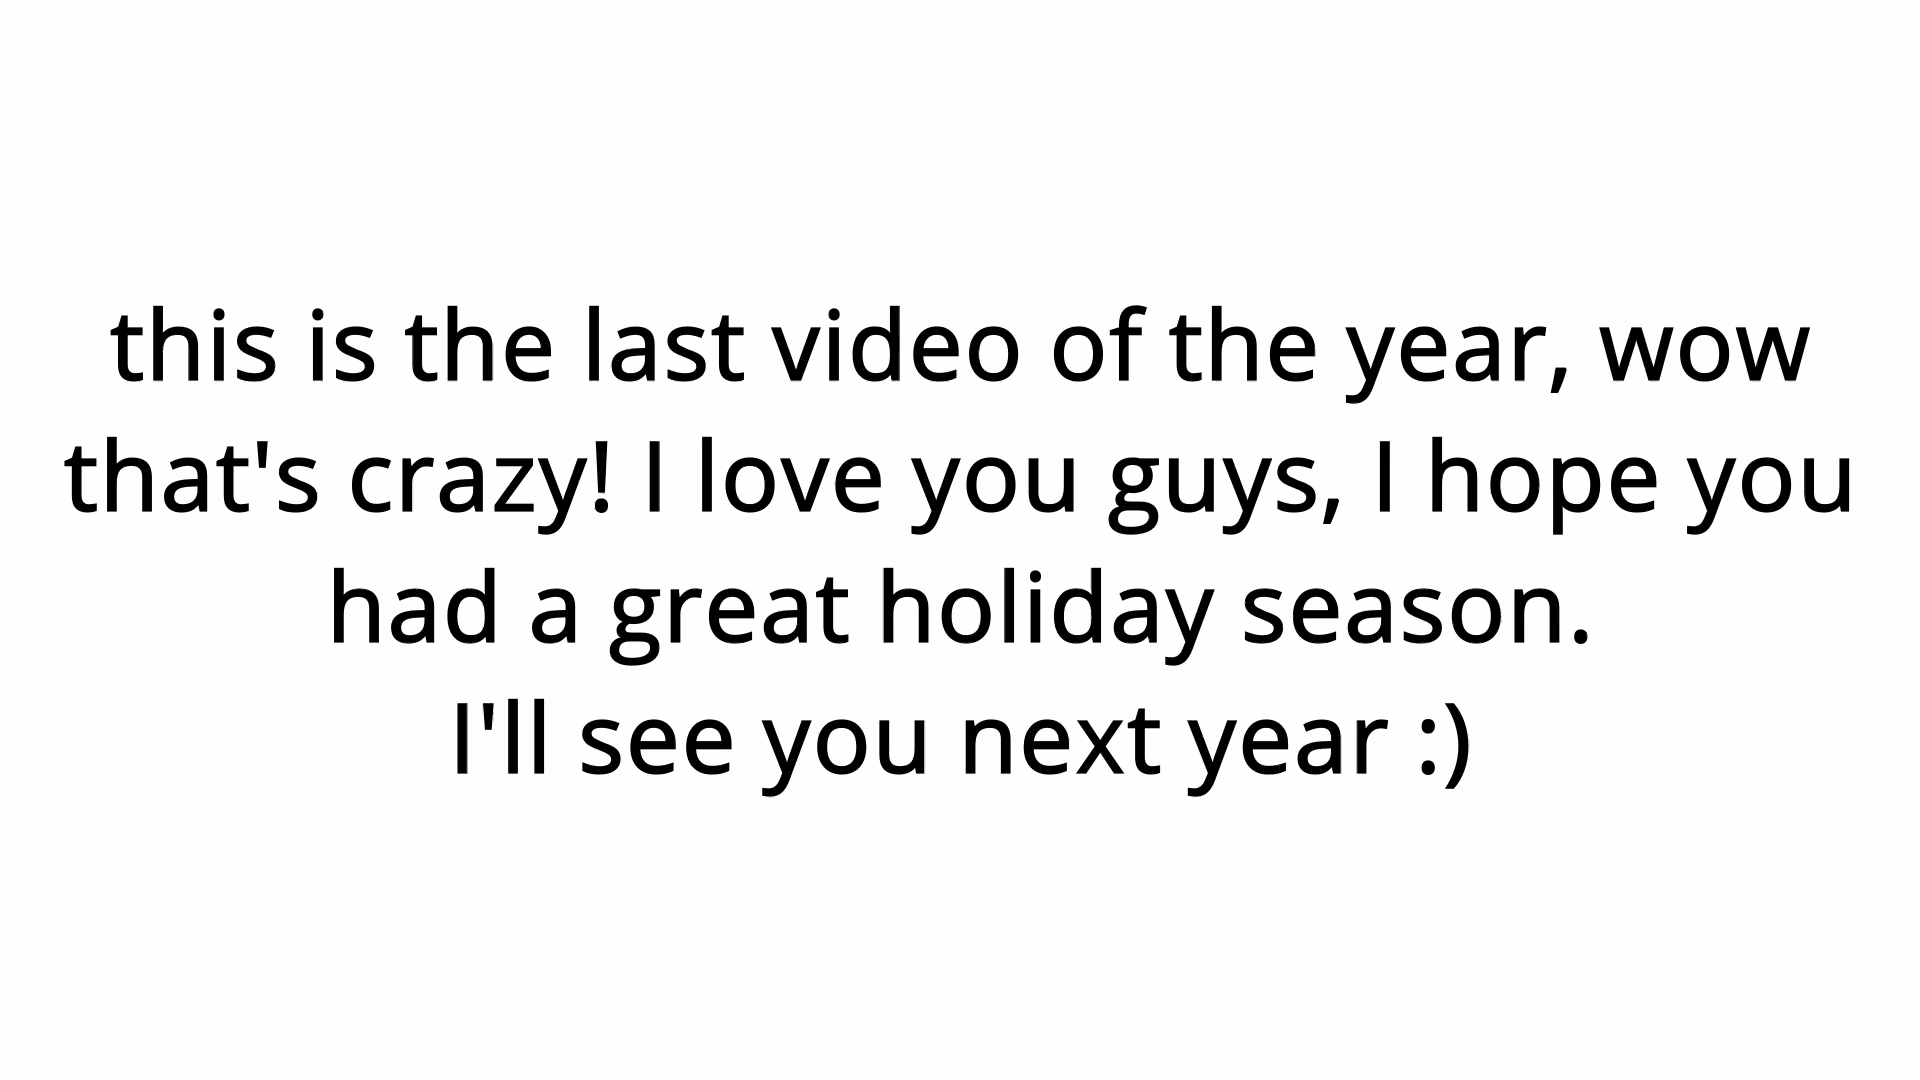 this is the last video of the year, wow
that's crazy! I love you guys, I hope you
had a great holiday season.
I'll see you next year :)